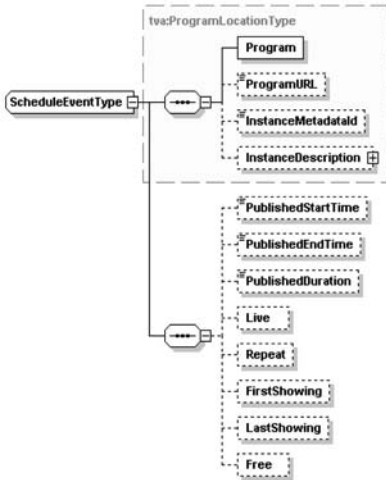 tva:ProgramLocationType
Program
ProgramURL
ScheduleEventType
InstanceMetadataId
InstanceDescription
PublishedStartTime
PublishedEndTime
PublishedDuration
Live
Repeat
FirstShowing
LastShowing
Free